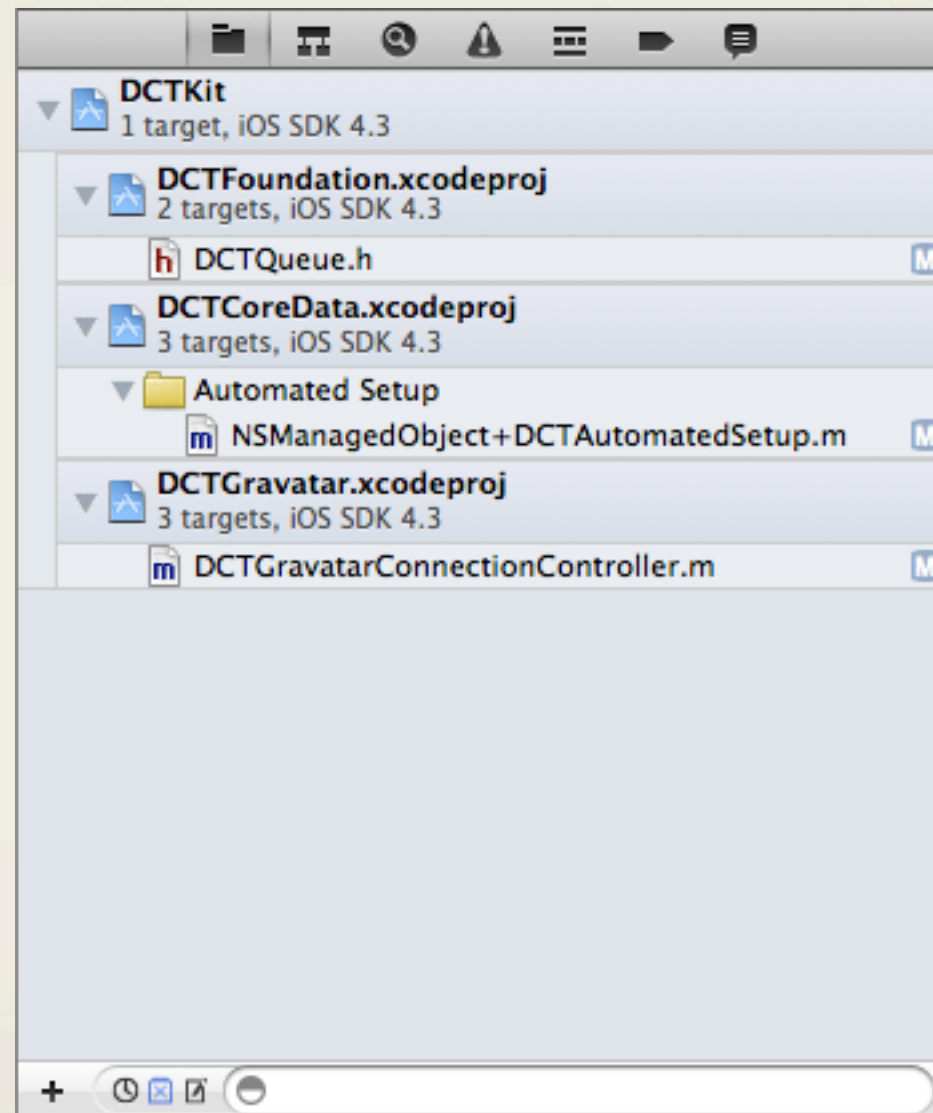 DCTKit
1 target, iOS SDK 4.3
DCTFoundation.xcodeproj
2 targets, iOS SDK 4.3
h DCTQueue.h M
DCTCoreData.xcodeproj
3 targets, iOS SDK 4.3
Automated Setup
m NSManagedObject+DCTAutomatedSetup.m M
DCTGravatar.xcodeproj
3 targets, iOS SDK 4.3
m DCTGravatarConnectionController.m M